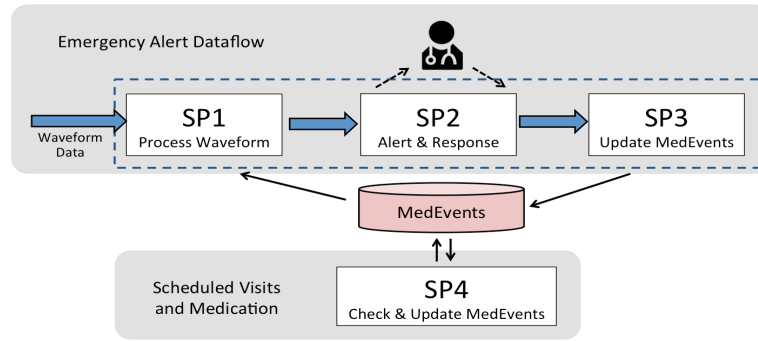 Emergency Alert Dataflow
Waveform
Data
SP1
Process Waveform
SP2
Alert & Response
SP3
Update MedEvents
MedEvents
Scheduled Visits
and Medication
SP4
Check & Update MedEvents